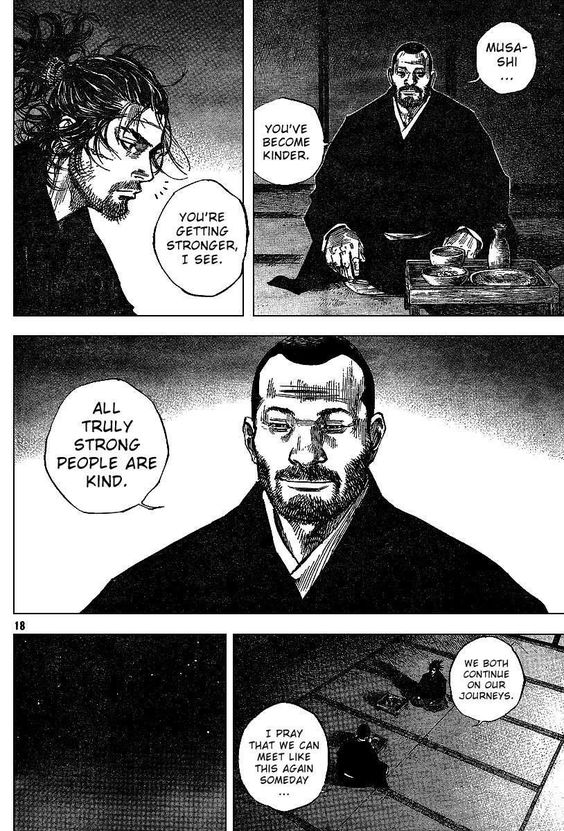 MUSA-
SHI
...
YOU'VE
BECOME
KINDER.
YOU'RE
GETTING
STRONGER,
I SEE.
ALL
TRULY
STRONG
PEOPLE ARE
KIND.
18
WE BOTH
CONTINUE
ON OUR
JOURNEYS.
I PRAY
THAT WE CAN
MEET LIKE
THIS AGAIN
SOMEDAY
...